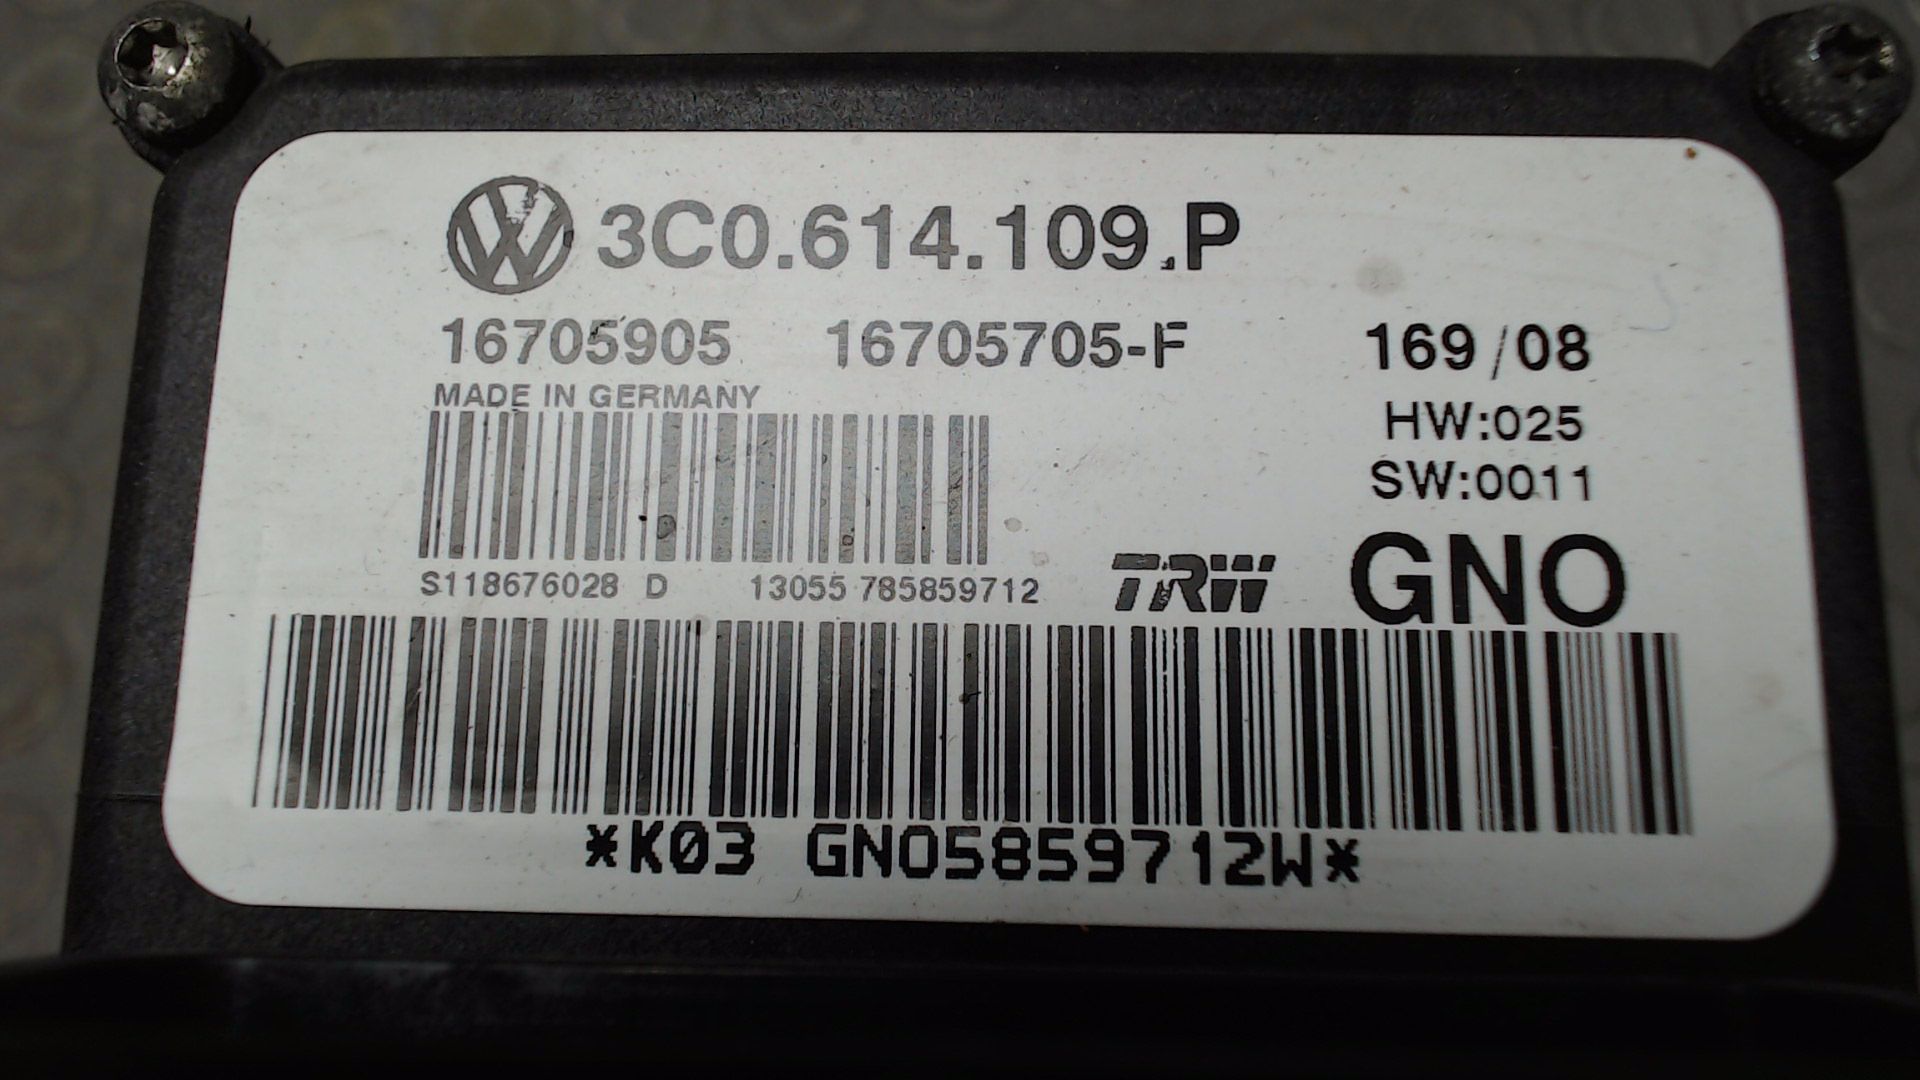 3C0.614.109.P
16705905 16705705-F 169/08
MADE IN GERMANY
HW:025
SW:0011
S118676028 D 13055 785859712
TRW GNO
*K03 GNO5859712W*